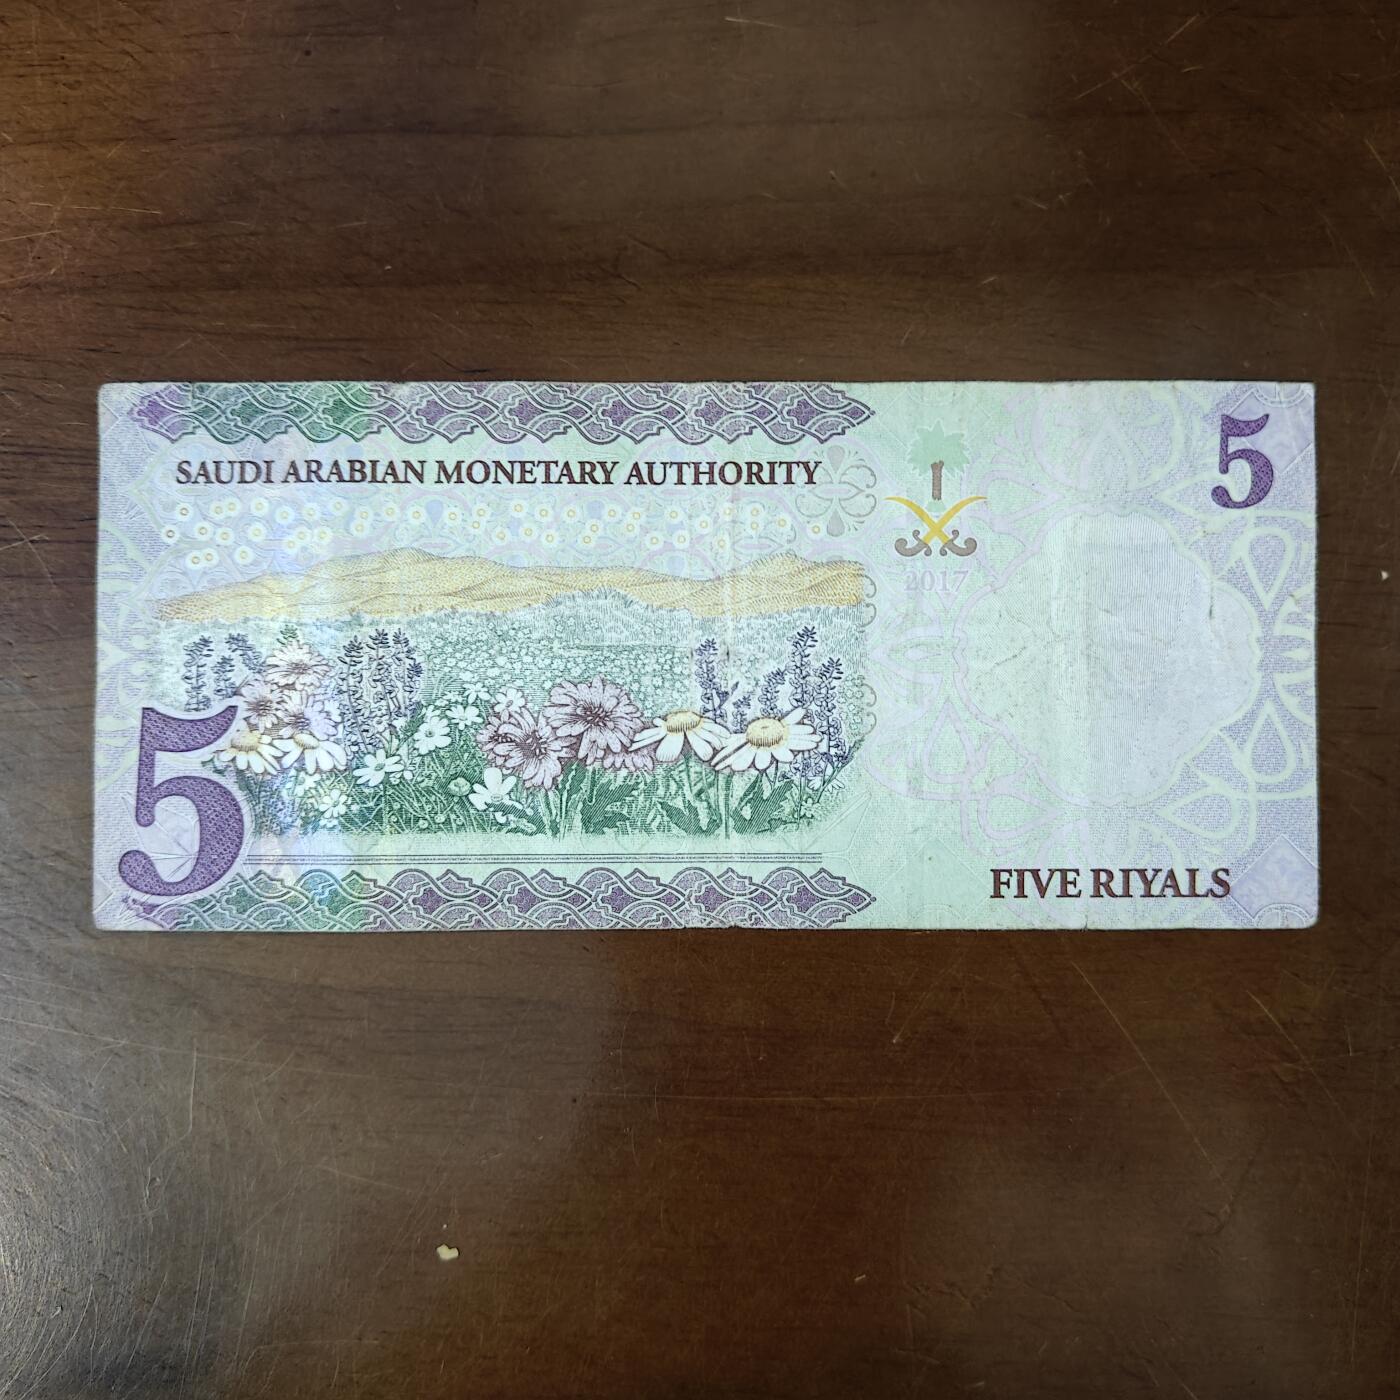 SAUDI ARABIAN MONETARY AUTHORITY
5
2017
5
FIVE RIYALS